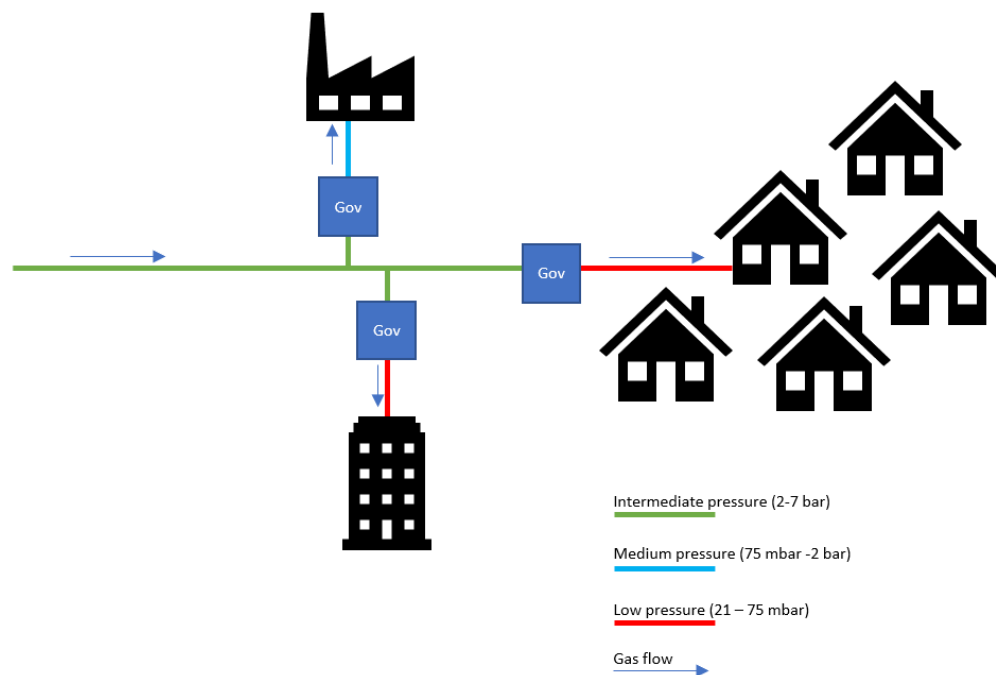 Gov
Gov
Gov
Intermediate pressure (2-7 bar)
Medium pressure (75 mbar -2 bar)
Low pressure (21 – 75 mbar)
Gas flow